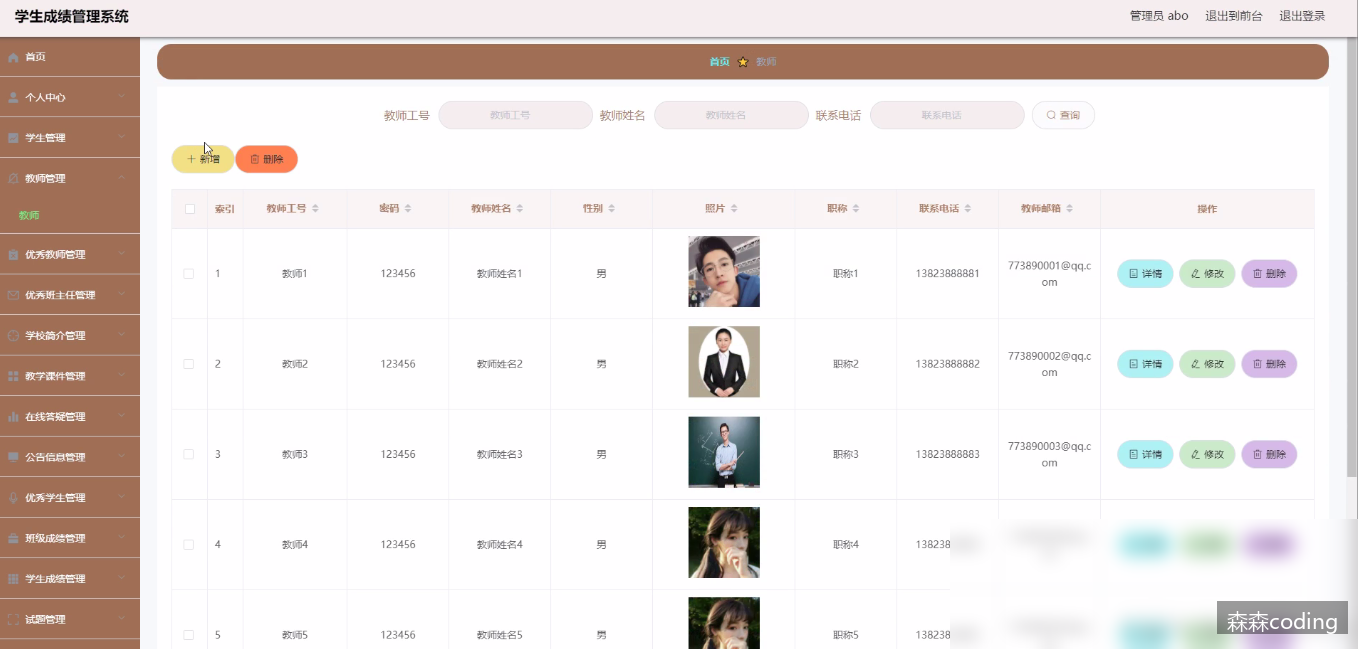 学生成绩管理系统
管理员 abo 退出到前台 退出登录
首页
个人中心
学生管理
教师管理
教师
优秀教师管理
优秀班主任管理
学校简介管理
教学课件管理
在线答疑管理
公告信息管理
优秀学生管理
班级成绩管理
学生成绩管理
试题管理
首页 教师
教师工号 教师工号 教师姓名 教师姓名 联系电话 联系电话 查询
新增 删除
索引 教师工号 密码 教师姓名 性别 照片 职称 联系电话 教师邮箱 操作
1 教师1 123456 教师姓名1 男 职称1 13823888881 773890001@qq.c
om
详情 修改 删除
2 教师2 123456 教师姓名2 男 职称2 13823888882 773890002@qq.c
om
详情 修改 删除
3 教师3 123456 教师姓名3 男 职称3 13823888883 773890003@qq.c
om
详情 修改 删除
4 教师4 123456 教师姓名4 男 职称4 138238
5 教师5 123456 教师姓名5 男 职称5 138238
森森coding